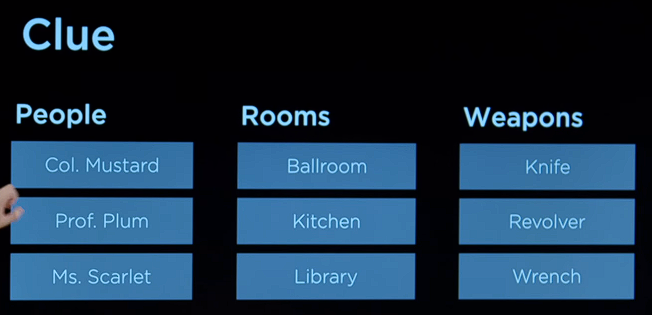 Clue
People
Rooms
Weapons
Col. Mustard
Ballroom
Knife
Prof. Plum
Kitchen
Revolver
Ms. Scarlet
Library
Wrench